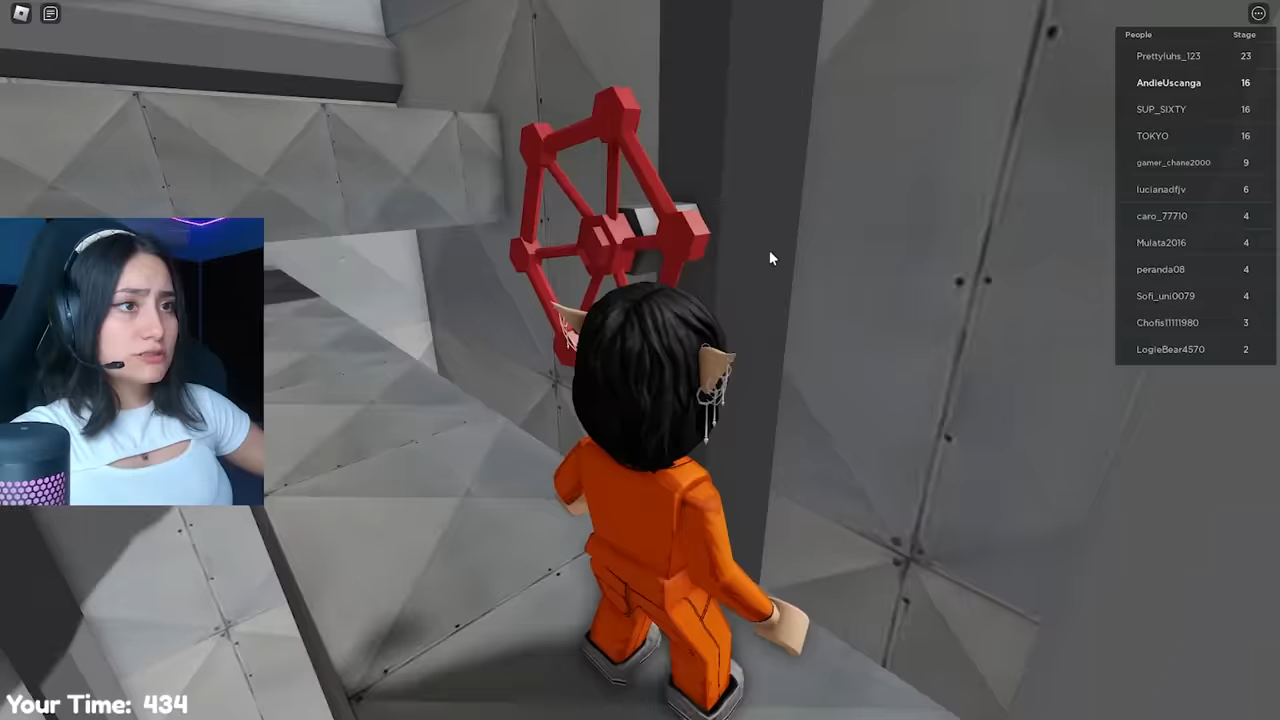 People Stage
Prettyluhs_123 23
AndieUscanga 16
SUP_SIXTY 16
TOKYO 16
gamer_chane2000 9
lucianadfjv 6
caro_77710 4
Mulata2016 4
peranda08 4
Sofi_uni0079 4
Chofis11111980 3
LogieBear4570 2
Your Time: 434